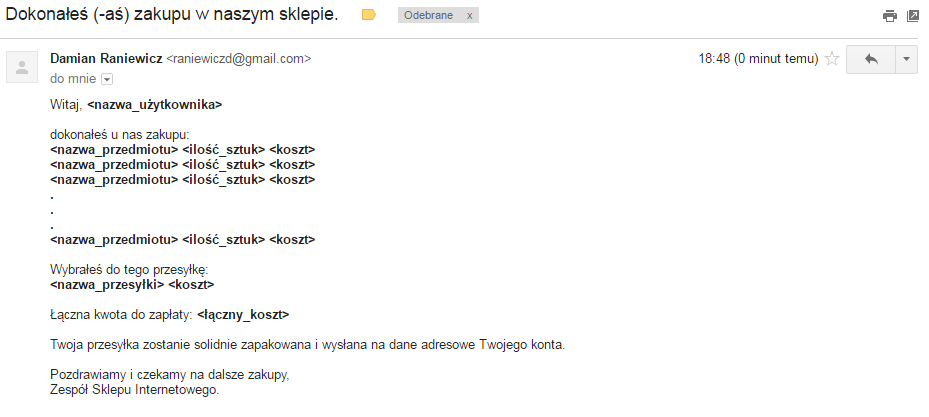 Dokonałeś (-aś) zakupu w naszym sklepie. Odebrane x
Damian Raniewicz <raniewiczd@gmail.com> 18:48 (0 minut temu)
do mnie
Witaj, <nazwa_użytkownika>
dokonałeś u nas zakupu:
<nazwa_przedmiotu> <ilość_sztuk> <koszt>
<nazwa_przedmiotu> <ilość_sztuk> <koszt>
<nazwa_przedmiotu> <ilość_sztuk> <koszt>
.
.
.
<nazwa_przedmiotu> <ilość_sztuk> <koszt>
Wybrałeś do tego przesyłkę:
<nazwa_przesyłki> <koszt>
Łączna kwota do zapłaty: <łączny_koszt>
Twoja przesyłka zostanie solidnie zapakowana i wysłana na dane adresowe Twojego konta.
Pozdrawiamy i czekamy na dalsze zakupy,
Zespół Sklepu Internetowego.